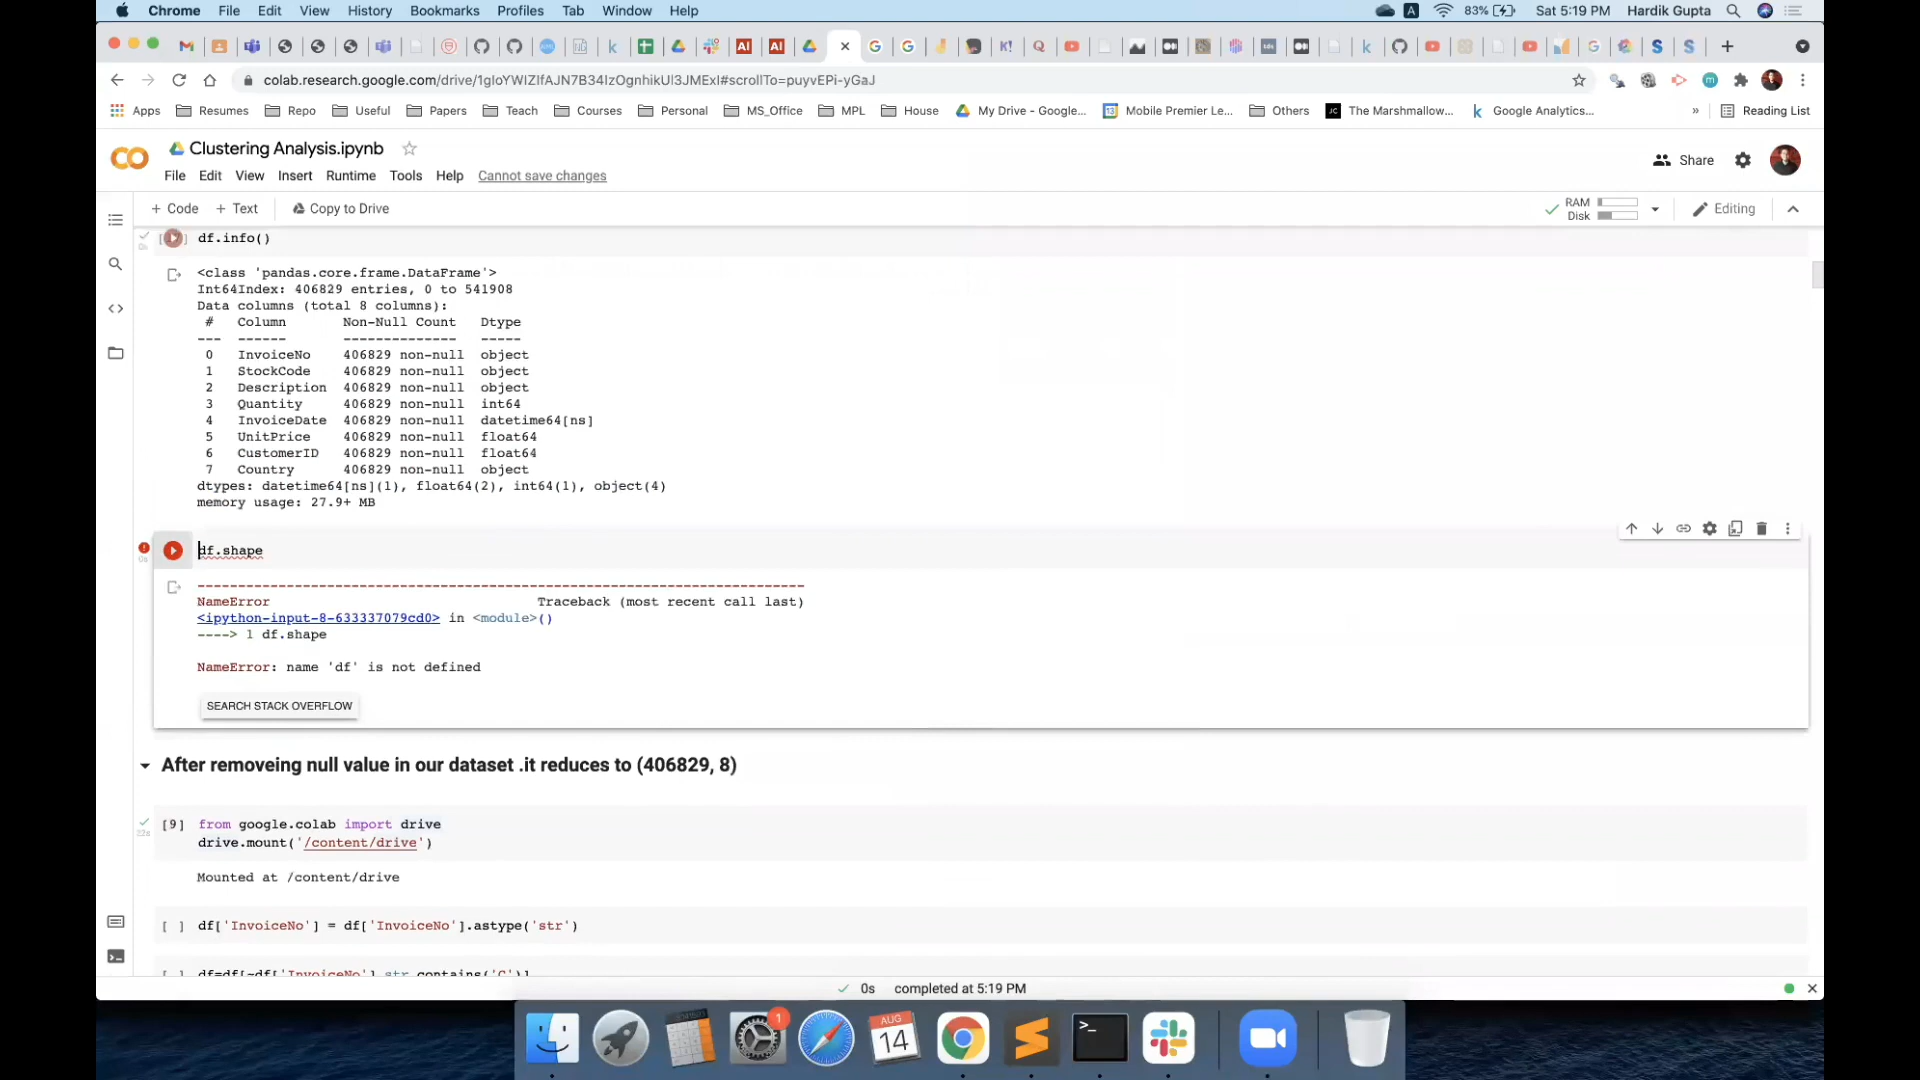 Chrome File Edit View History Bookmarks Profiles Tab Window Help
A 83% Sat 5:19 PM Hardik Gupta
colab.research.google.com/drive/1gIoYWIZIfAJN7B34IzOgnhikUl3JMExI#scrollTo=puyvEPi-yGaJ
Apps Resumes Repo Useful Papers Teach Courses Personal MS_Office MPL House My Drive - Google... Mobile Premier Le... Others The Marshmallow... Google Analytics... » Reading List
Clustering Analysis.ipynb
Share
File Edit View Insert Runtime Tools Help Cannot save changes
+ Code + Text Copy to Drive
RAM
Disk
Editing
df.info()
<class 'pandas.core.frame.DataFrame'>
Int64Index: 406829 entries, 0 to 541908
Data columns (total 8 columns):
# Column Non-Null Count Dtype
--- ------ -------------- -----
0 InvoiceNo 406829 non-null object
1 StockCode 406829 non-null object
2 Description 406829 non-null object
3 Quantity 406829 non-null int64
4 InvoiceDate 406829 non-null datetime64[ns]
5 UnitPrice 406829 non-null float64
6 CustomerID 406829 non-null float64
7 Country 406829 non-null object
dtypes: datetime64[ns](1), float64(2), int64(1), object(4)
memory usage: 27.9+ MB
df.shape
---------------------------------------------------------------------------
NameError Traceback (most recent call last)
<ipython-input-8-633337079cd0> in <module>()
----> 1 df.shape
NameError: name 'df' is not defined
SEARCH STACK OVERFLOW
After removeing null value in our dataset .it reduces to (406829, 8)
[9] from google.colab import drive
drive.mount('/content/drive')
22s
Mounted at /content/drive
[ ] df['InvoiceNo'] = df['InvoiceNo'].astype('str')
[ ] df=df[~df['InvoiceNo'].str.contains('C')]
0s completed at 5:19 PM
1
AUG
14